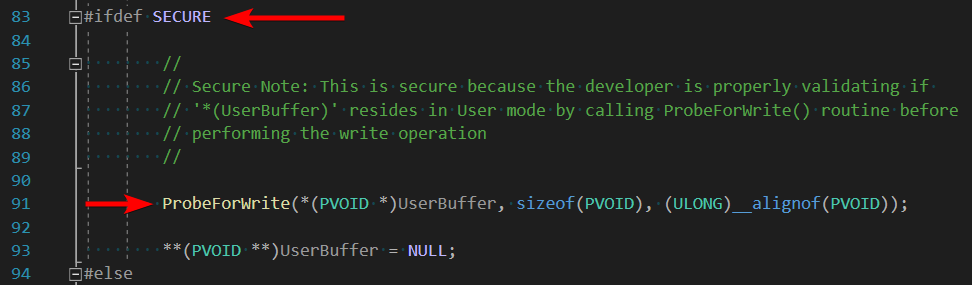 83 #ifdef SECURE
84
85 //
86 // Secure Note: This is secure because the developer is properly validating if
87 // '*(UserBuffer)' resides in User mode by calling ProbeForWrite() routine before
88 // performing the write operation
89 //
90
91 ProbeForWrite(*(PVOID *)UserBuffer, sizeof(PVOID), (ULONG)__alignof(PVOID));
92
93 **(PVOID **)UserBuffer = NULL;
94 #else